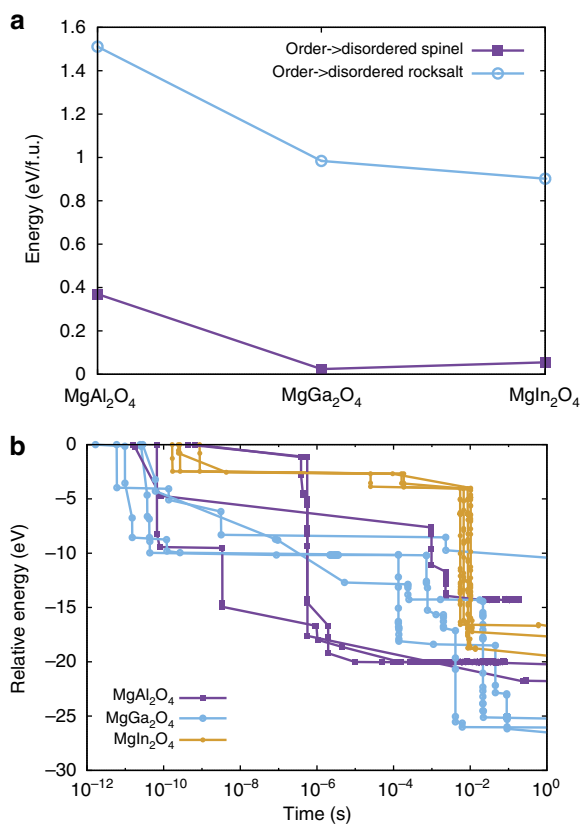 a
Order->disordered spinel
Order->disordered rocksalt
Energy (eV/f.u.)
1.6
1.4
1.2
1
0.8
0.6
0.4
0.2
0
MgAl₂O₄ MgGa₂O₄ MgIn₂O₄
b
Relative energy (eV)
0
−5
−10
−15
−20
−25
−30
MgAl₂O₄
MgGa₂O₄
MgIn₂O₄
10⁻¹² 10⁻¹⁰ 10⁻⁸ 10⁻⁶ 10⁻⁴ 10⁻² 10⁰
Time (s)